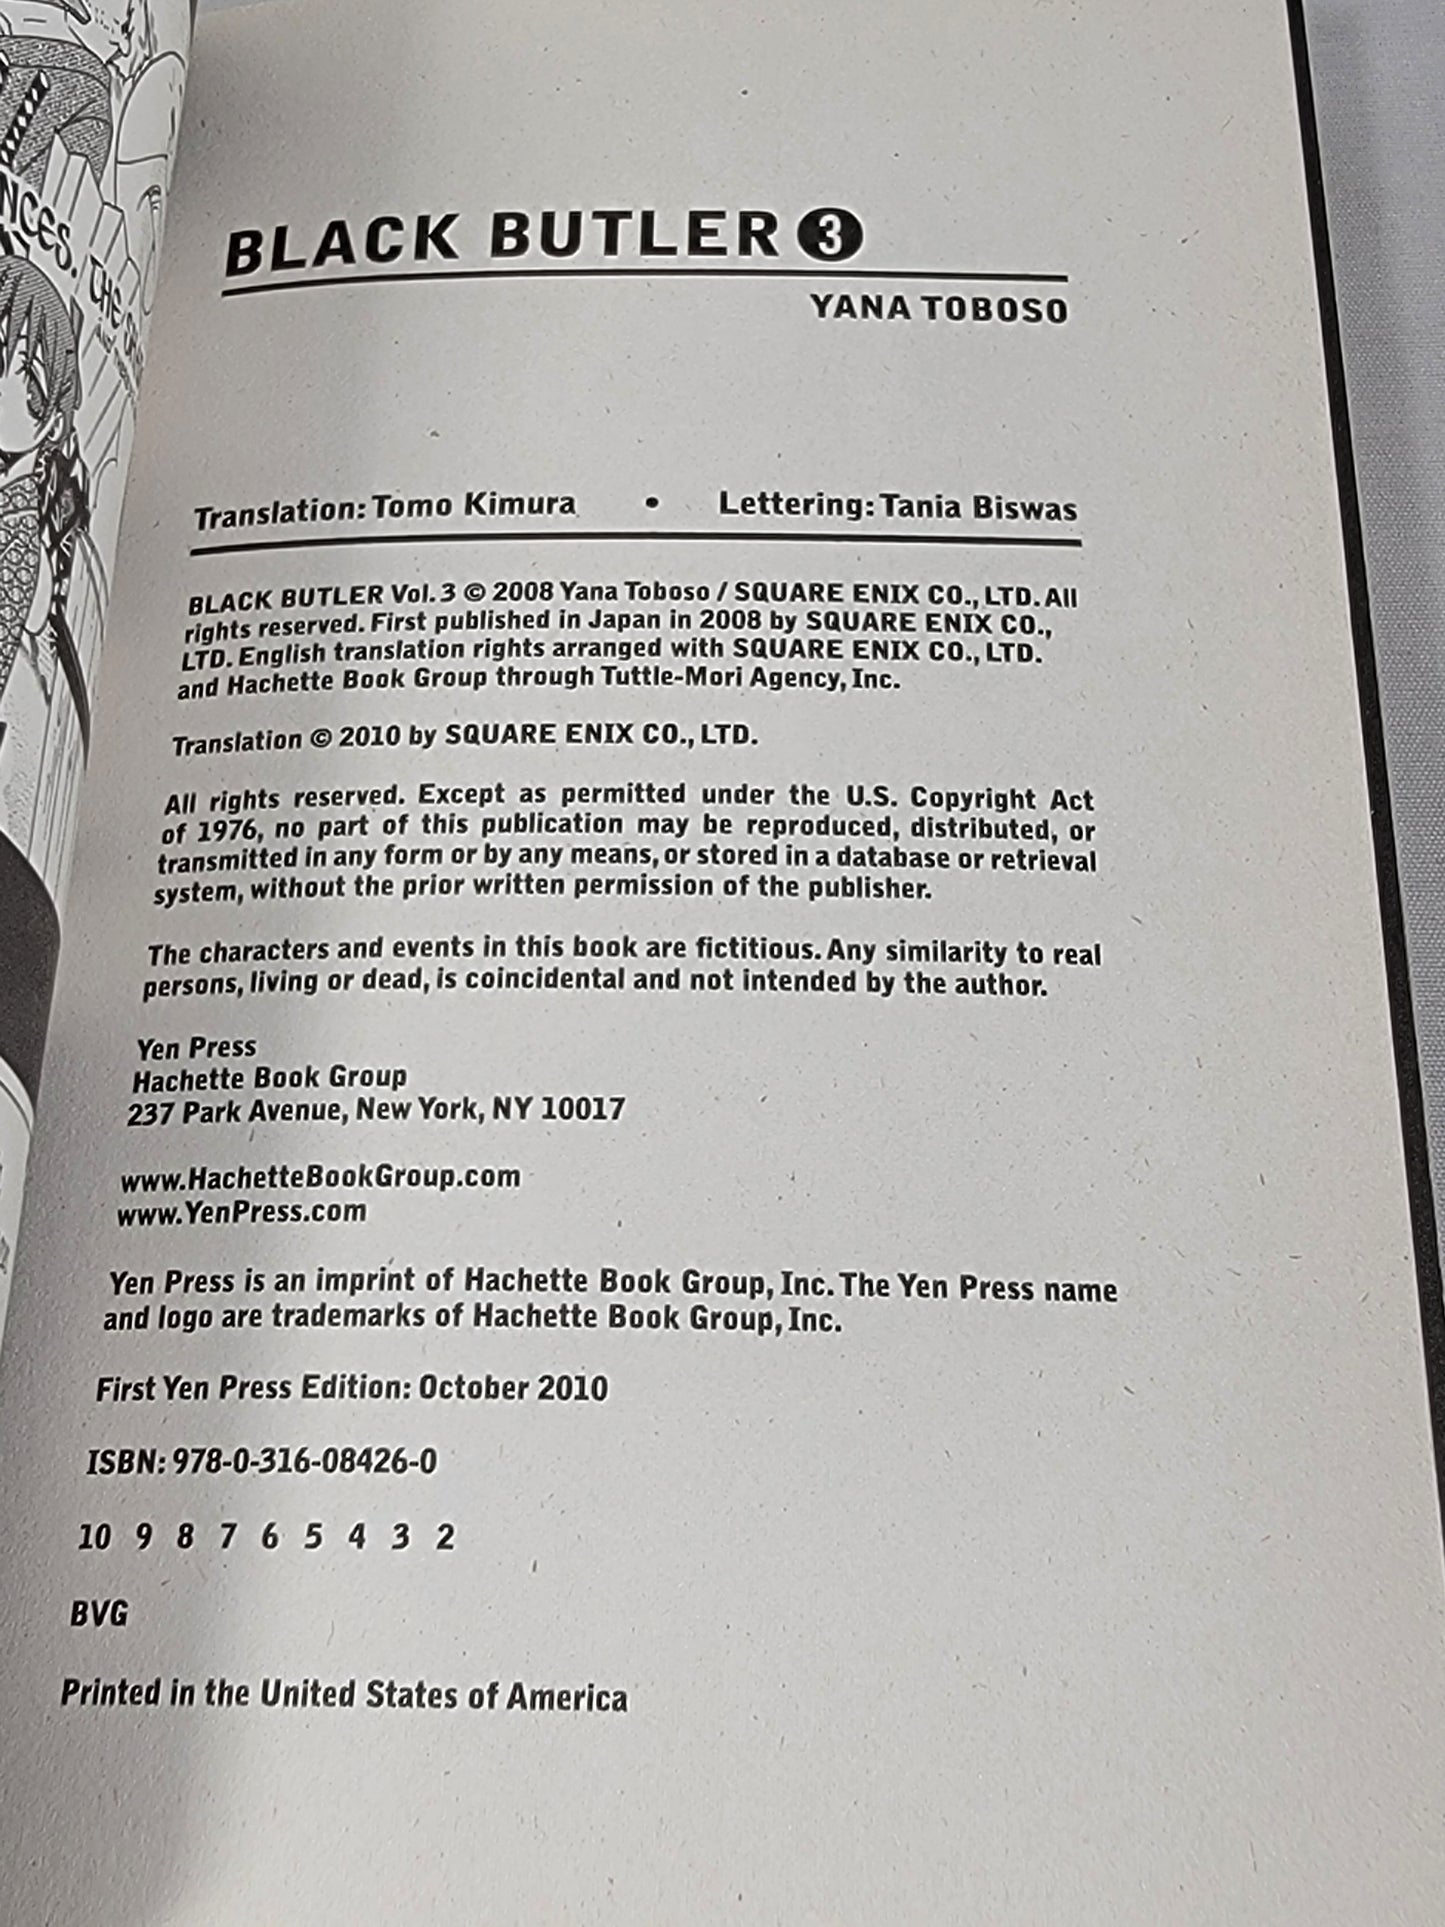 NCES.
THE
BLACK BUTLER 3
YANA TOBOSO
Translation: Tomo Kimura • Lettering: Tania Biswas
BLACK BUTLER Vol. 3 © 2008 Yana Toboso / SQUARE ENIX CO., LTD. All
rights reserved. First published in Japan in 2008 by SQUARE ENIX CO.,
LTD. English translation rights arranged with SQUARE ENIX CO., LTD.
and Hachette Book Group through Tuttle-Mori Agency, Inc.
Translation © 2010 by SQUARE ENIX CO., LTD.
All rights reserved. Except as permitted under the U.S. Copyright Act
of 1976, no part of this publication may be reproduced, distributed, or
transmitted in any form or by any means, or stored in a database or retrieval
system, without the prior written permission of the publisher.
The characters and events in this book are fictitious. Any similarity to real
persons, living or dead, is coincidental and not intended by the author.
Yen Press
Hachette Book Group
237 Park Avenue, New York, NY 10017
www.HachetteBookGroup.com
www.YenPress.com
Yen Press is an imprint of Hachette Book Group, Inc. The Yen Press name
and logo are trademarks of Hachette Book Group, Inc.
First Yen Press Edition: October 2010
ISBN: 978-0-316-08426-0
10 9 8 7 6 5 4 3 2
BVG
Printed in the United States of America